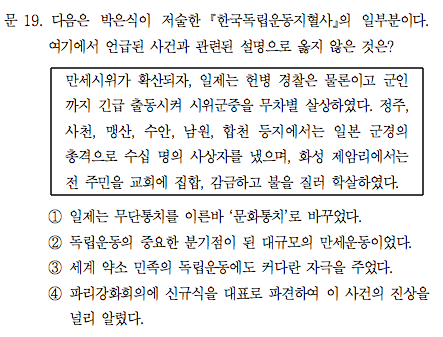 문 19. 다음은 박은식이 저술한 『한국독립운동지혈사』의 일부분이다.
여기에서 언급된 사건과 관련된 설명으로 옳지 않은 것은?
만세시위가 확산되자, 일제는 헌병 경찰은 물론이고 군인
까지 긴급 출동시켜 시위군중을 무차별 살상하였다. 정주,
사천, 맹산, 수안, 남원, 합천 등지에서는 일본 군경의
총격으로 수십 명의 사상자를 냈으며, 화성 제암리에서는
전 주민을 교회에 집합, 감금하고 불을 질러 학살하였다.
① 일제는 무단통치를 이른바 ‘문화통치’로 바꾸었다.
② 독립운동의 중요한 분기점이 된 대규모의 만세운동이었다.
③ 세계 약소 민족의 독립운동에도 커다란 자극을 주었다.
④ 파리강화회의에 신규식을 대표로 파견하여 이 사건의 진상을
널리 알렸다.